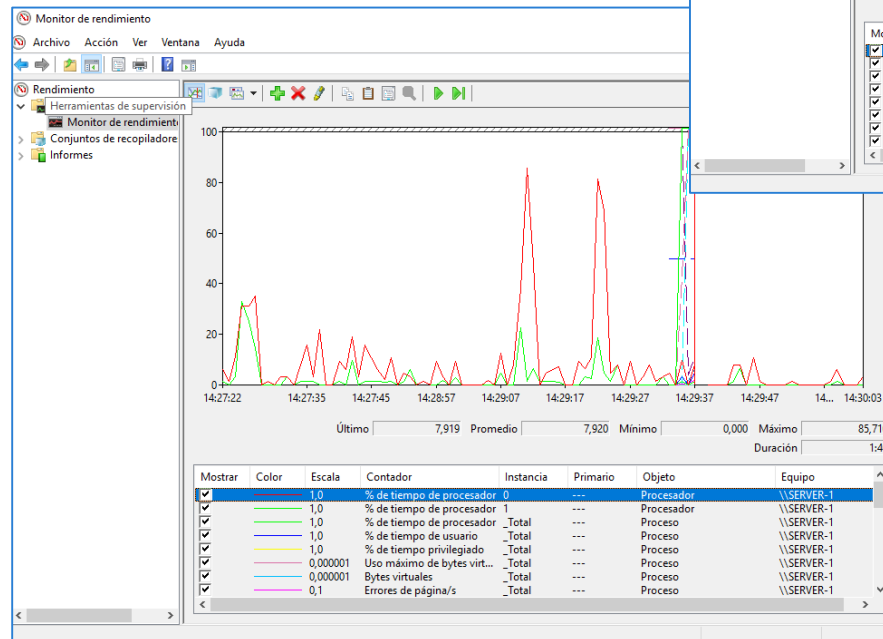 Monitor de rendimiento
Archivo Acción Ver Ventana Ayuda
Rendimiento
Herramientas de supervisión
Monitor de rendimient
Conjuntos de recopiladore
Informes
Mo
100
80
60
40
20
0
14:27:22 14:27:35 14:27:45 14:28:57 14:29:07 14:29:17 14:29:27 14:29:37 14:29:47 14... 14:30:03
Último 7,919 Promedio 7,920 Mínimo 0,000 Máximo 85,71
Duración 1:4
Mostrar Color Escala Contador Instancia Primario Objeto Equipo
1,0 % de tiempo de procesador 0 --- Procesador \\SERVER-1
1,0 % de tiempo de procesador 1 --- Procesador \\SERVER-1
1,0 % de tiempo de procesador _Total --- Proceso \\SERVER-1
1,0 % de tiempo de usuario _Total --- Proceso \\SERVER-1
1,0 % de tiempo privilegiado _Total --- Proceso \\SERVER-1
0,000001 Uso máximo de bytes virt... _Total --- Proceso \\SERVER-1
0,000001 Bytes virtuales _Total --- Proceso \\SERVER-1
0,1 Errores de página/s _Total --- Proceso \\SERVER-1